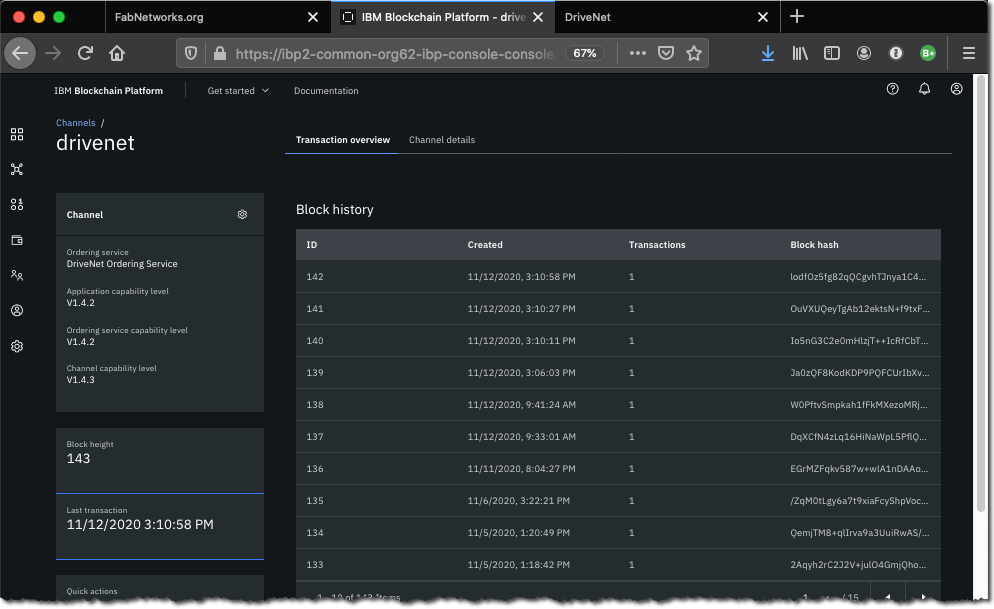 FabNetworks.org
IBM Blockchain Platform - drive
DriveNet
https://ibp2-common-org62-ibp-console-console.
67%
IBM Blockchain Platform
Get started
Documentation
Channels /
drivenet
Transaction overview
Channel details
Channel
Ordering service
DriveNet Ordering Service
Application capability level
V1.4.2
Ordering service capability level
V1.4.2
Channel capability level
V1.4.3
Block height
143
Last transaction
11/12/2020 3:10:58 PM
Quick actions
Block history
ID Created Transactions Block hash
142 11/12/2020, 3:10:58 PM 1 lodfOz5fg82qQCgvhTJnya1C4...
141 11/12/2020, 3:10:27 PM 1 OuVXUQeyTgAb12ektsN+f9txF...
140 11/12/2020, 3:10:11 PM 1 Io5nG3C2e0mHlzjT++IcRfCbT...
139 11/12/2020, 3:06:03 PM 1 Ja0zQF8KodKDP9PQFCUrIbXv...
138 11/12/2020, 9:41:24 AM 1 W0PftvSmpkah1fFkMXezoMRj...
137 11/12/2020, 9:33:01 AM 1 DqXCfN4zLq16HiNaWpL5PflQ...
136 11/11/2020, 8:04:27 PM 1 EGrMZFqkv587w+wlA1nDAAo...
135 11/6/2020, 3:22:21 PM 1 /ZqM0tLgy6a7t9xiaFcyShpVoc...
134 11/5/2020, 1:20:49 PM 1 QemjTM8+qlIrva9a3UuiRwAS/...
133 11/5/2020, 1:18:42 PM 1 2Aqyh2rC2J2V+julO4GmjQho...
1–10 of 143 Items
1 / 15